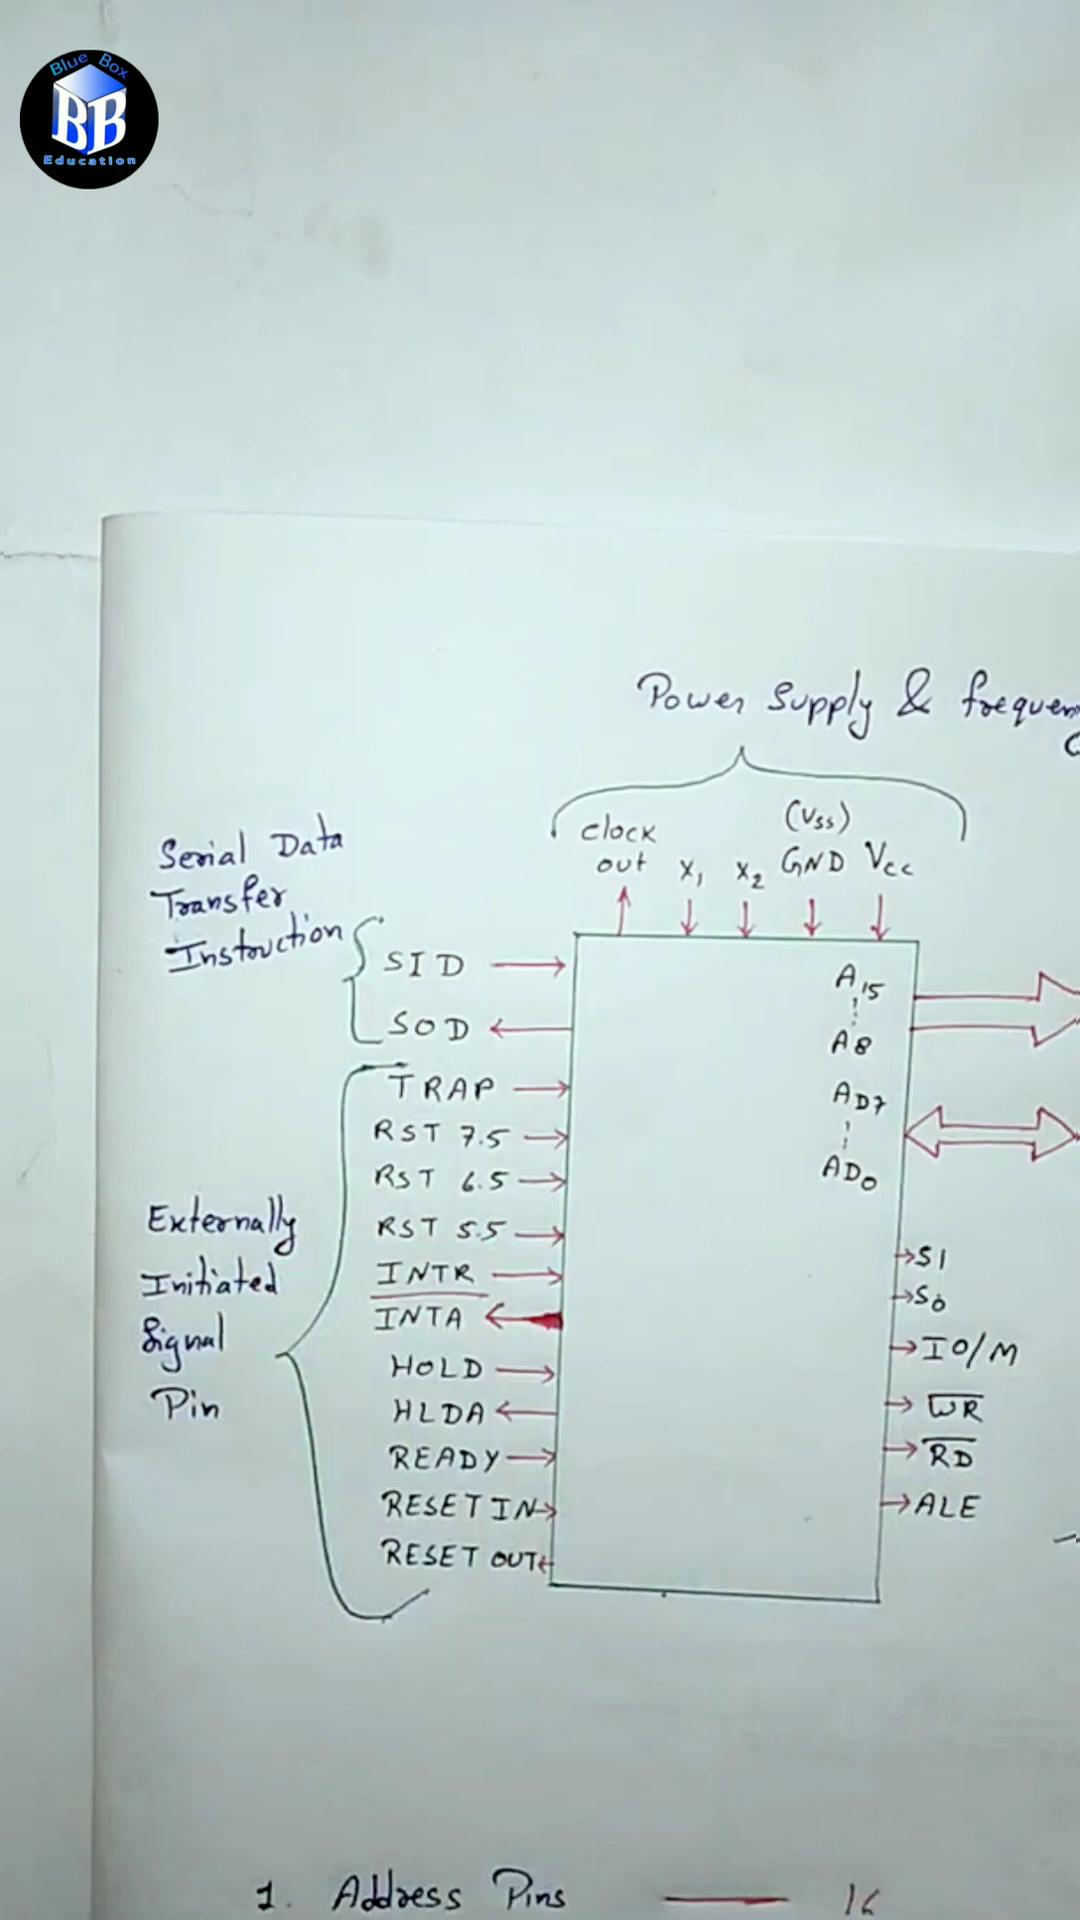 Blue Box
BB
Education
Power Supply & frequen
Serial Data
Transfer
Instruction
clock
out
X1
X2
(Vss)
GND
Vcc
SID
SOD
TRAP
RST 7.5
RST 6.5
RST 5.5
INTR
INTA
HOLD
HLDA
READY
RESET IN
RESET OUT
Externally
Initiated
Signal
Pin
A15
A8
AD7
AD0
S1
S0
IO/M
WR
RD
ALE
1. Address Pins — 16